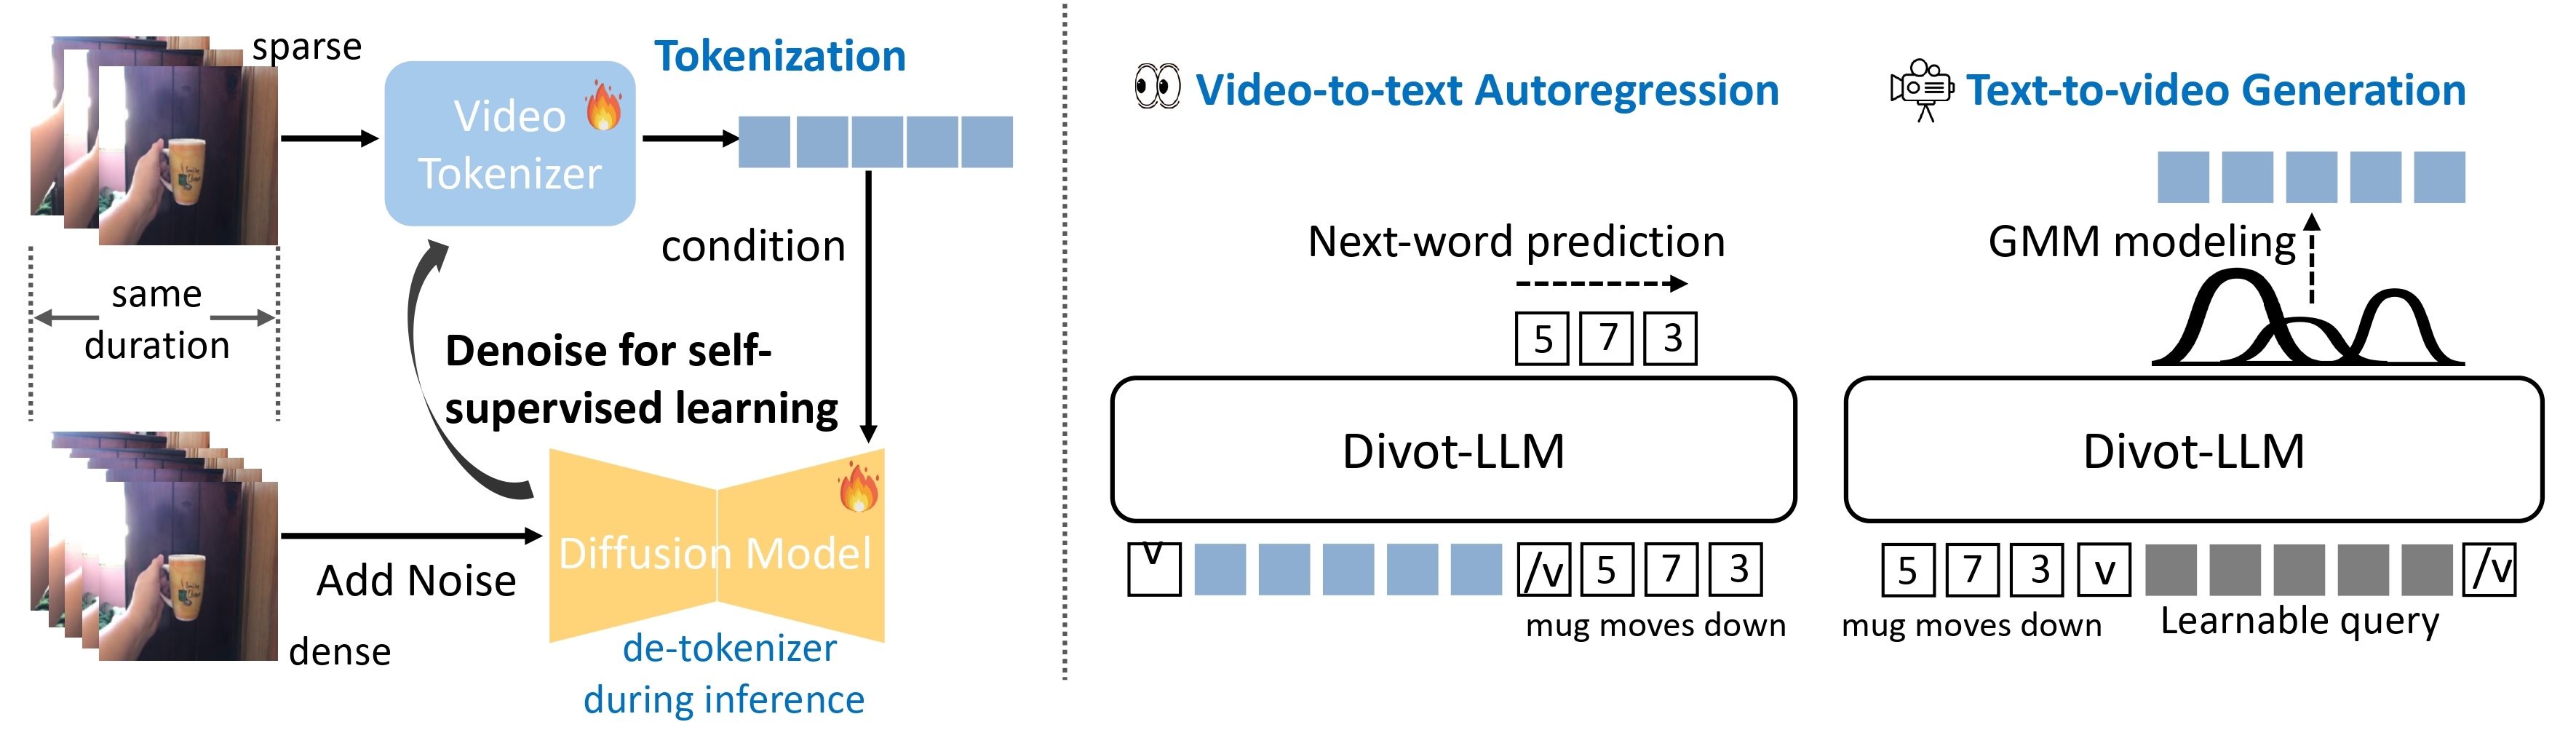 sparse
Video
Tokenizer
Tokenization
condition
same
duration
Denoise for self-
supervised learning
Add Noise
dense
Diffusion Model
de-tokenizer
during inference
Video-to-text Autoregression
Next-word prediction
5 7 3
Divot-LLM
v /v 5 7 3
mug moves down
Text-to-video Generation
GMM modeling
Divot-LLM
5 7 3 v /v
mug moves down Learnable query